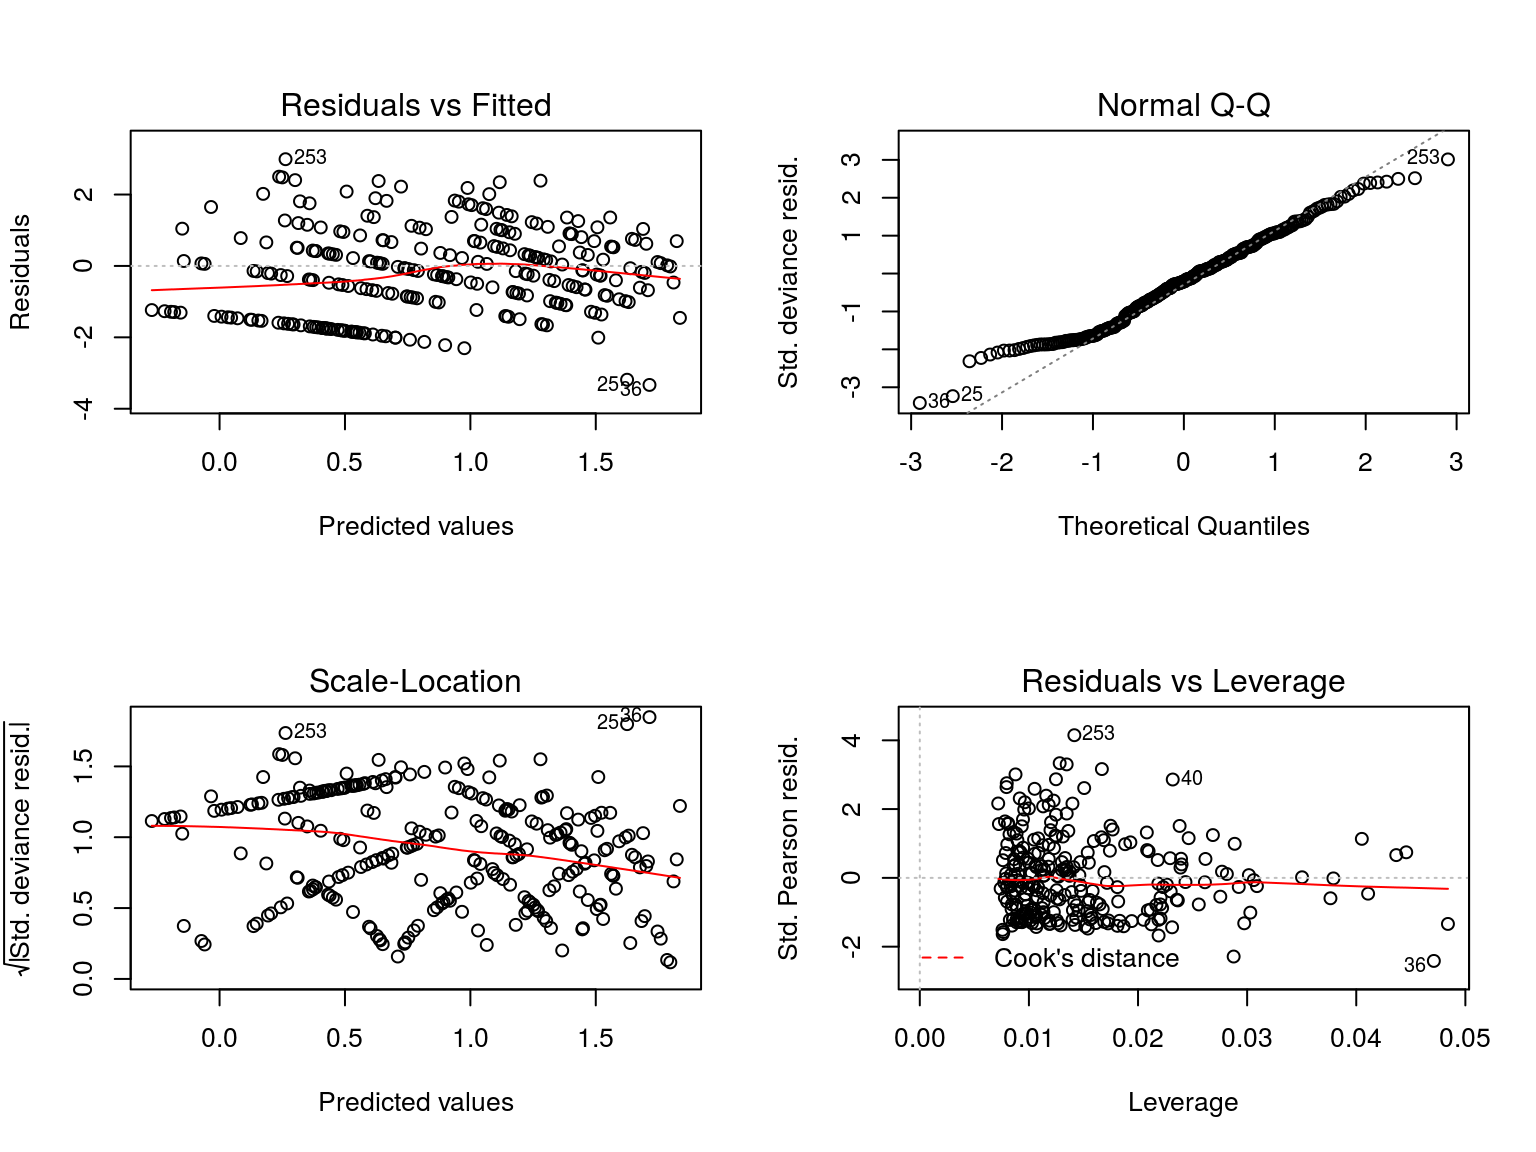 Residuals vs Fitted
Residuals
2
0
-2
-4
253
25
36
0.0 0.5 1.0 1.5
Predicted values
Normal Q-Q
Std. deviance resid.
3
2
1
-1
-3
253
36
25
-3 -2 -1 0 1 2 3
Theoretical Quantiles
Scale-Location
√|Std. deviance resid.|
1.5
1.0
0.5
0.0
253
25
36
0.0 0.5 1.0 1.5
Predicted values
Residuals vs Leverage
Std. Pearson resid.
4
2
0
-2
253
40
36
Cook's distance
0.00 0.01 0.02 0.03 0.04 0.05
Leverage